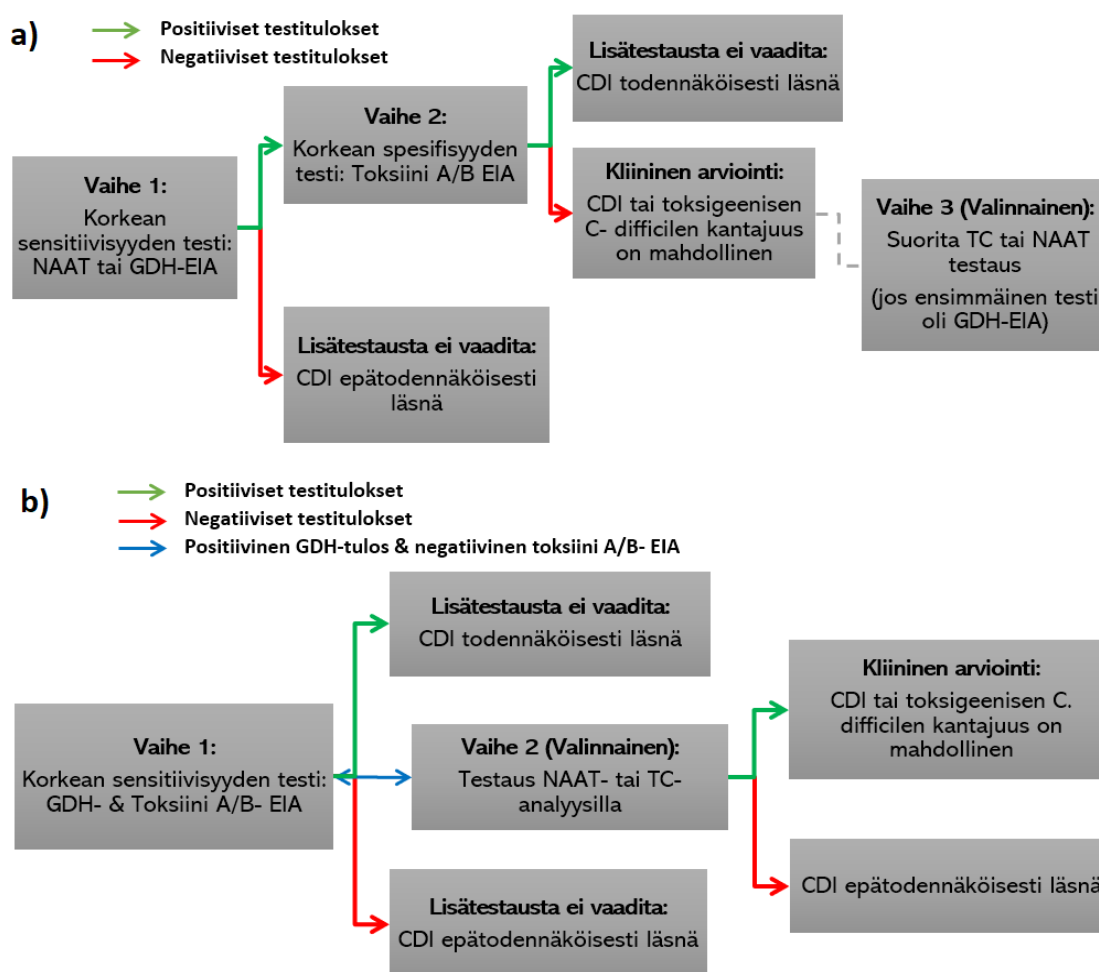 a)
Positiiviset testitulokset
Negatiiviset testitulokset
Vaihe 1:
Korkean
sensitiivisyyden testi:
NAAT tai GDH-EIA
Vaihe 2:
Korkean spesifisyyden
testi: Toksiini A/B EIA
Lisätestausta ei vaadita:
CDI epätodennäköisesti
läsnä
Lisätestausta ei vaadita:
CDI todennäköisesti läsnä
Kliininen arviointi:
CDI tai toksigeenisen
C- difficilen kantajuus
on mahdollinen
Vaihe 3 (Valinnainen):
Suorita TC tai NAAT
testaus
(jos ensimmäinen testi
oli GDH-EIA)
b)
Positiiviset testitulokset
Negatiiviset testitulokset
Positiivinen GDH-tulos & negatiivinen toksiini A/B- EIA
Vaihe 1:
Korkean sensitiivisyyden testi:
GDH- & Toksiini A/B- EIA
Lisätestausta ei vaadita:
CDI todennäköisesti läsnä
Vaihe 2 (Valinnainen):
Testaus NAAT- tai TC-
analyysilla
Lisätestausta ei vaadita:
CDI epätodennäköisesti läsnä
Kliininen arviointi:
CDI tai toksigeenisen C.
difficilen kantajuus on
mahdollinen
CDI epätodennäköisesti läsnä